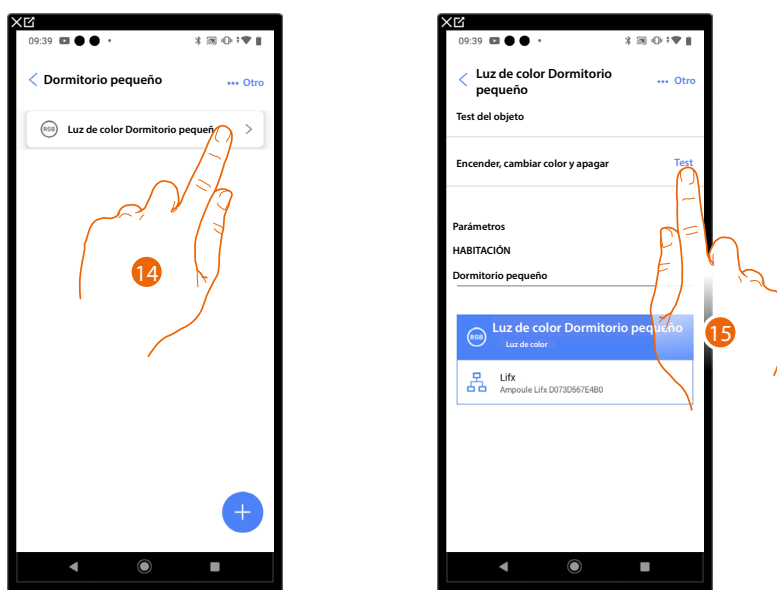 09:39
Dormitorio pequeño
••• Otro
RGB
Luz de color Dormitorio pequeñ
14
09:39
Luz de color Dormitorio
pequeño
••• Otro
Test del objeto
Encender, cambiar color y apagar
Test
Parámetros
HABITACIÓN
Dormitorio pequeño
RGB
Luz de color Dormitorio pequeño
Luz de color
15
Lifx
Ampoule Lifx D073D567E4B0